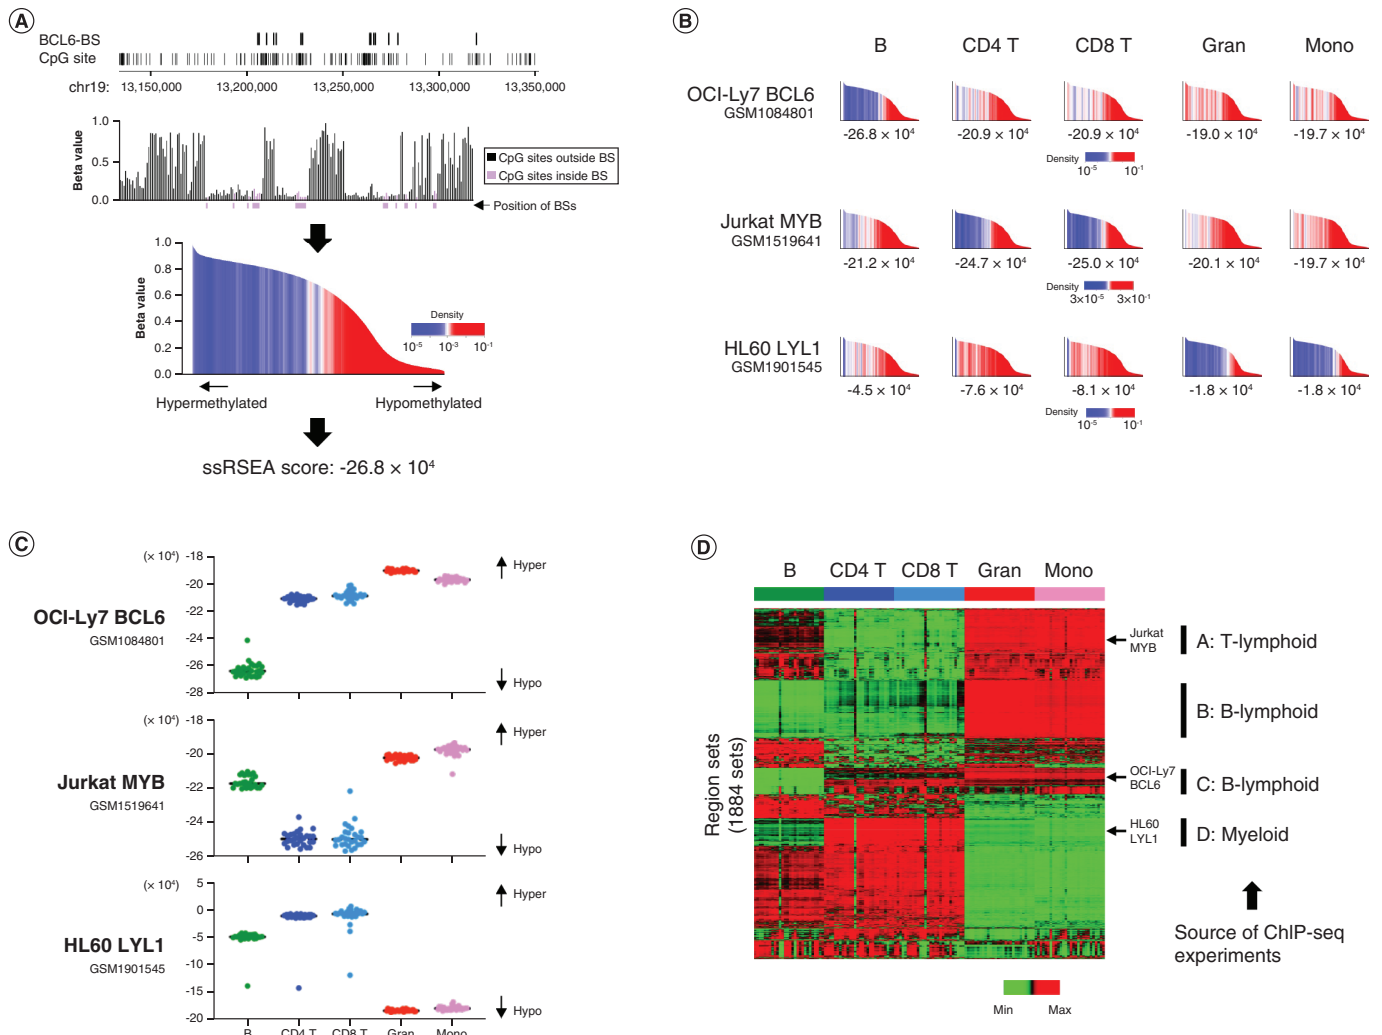 A
BCL6-BS
CpG site
chr19: 13,150,000 13,200,000 13,250,000 13,300,000 13,350,000
Beta value
1.0
0.5
0.0
CpG sites outside BS
CpG sites inside BS
Position of BSs
Beta value
1.0
0.8
0.6
0.4
0.2
0.0
Density
10-5 10-3 10-1
Hypermethylated Hypomethylated
ssRSEA score: -26.8 × 10⁴
B
B CD4 T CD8 T Gran Mono
OCI-Ly7 BCL6
GSM1084801
-26.8 × 10⁴ -20.9 × 10⁴ -20.9 × 10⁴ -19.0 × 10⁴ -19.7 × 10⁴
Density
10-5 10-1
Jurkat MYB
GSM1519641
-21.2 × 10⁴ -24.7 × 10⁴ -25.0 × 10⁴ -20.1 × 10⁴ -19.7 × 10⁴
Density
3×10-5 3×10-1
HL60 LYL1
GSM1901545
-4.5 × 10⁴ -7.6 × 10⁴ -8.1 × 10⁴ -1.8 × 10⁴ -1.8 × 10⁴
Density
10-5 10-1
C
(× 10⁴)
-18
-20
-22
-24
-26
-28
OCI-Ly7 BCL6
GSM1084801
Hyper
Hypo
(× 10⁴)
-18
-20
-22
-24
-26
Jurkat MYB
GSM1519641
Hyper
Hypo
(× 10⁴)
5
0
-5
-10
-15
-20
HL60 LYL1
GSM1901545
Hyper
Hypo
B CD4 T CD8 T Gran Mono
D
B CD4 T CD8 T Gran Mono
Region sets
(1884 sets)
Jurkat
MYB
A: T-lymphoid
B: B-lymphoid
OCI-Ly7
BCL6
C: B-lymphoid
HL60
LYL1
D: Myeloid
Source of ChIP-seq
experiments
Min Max